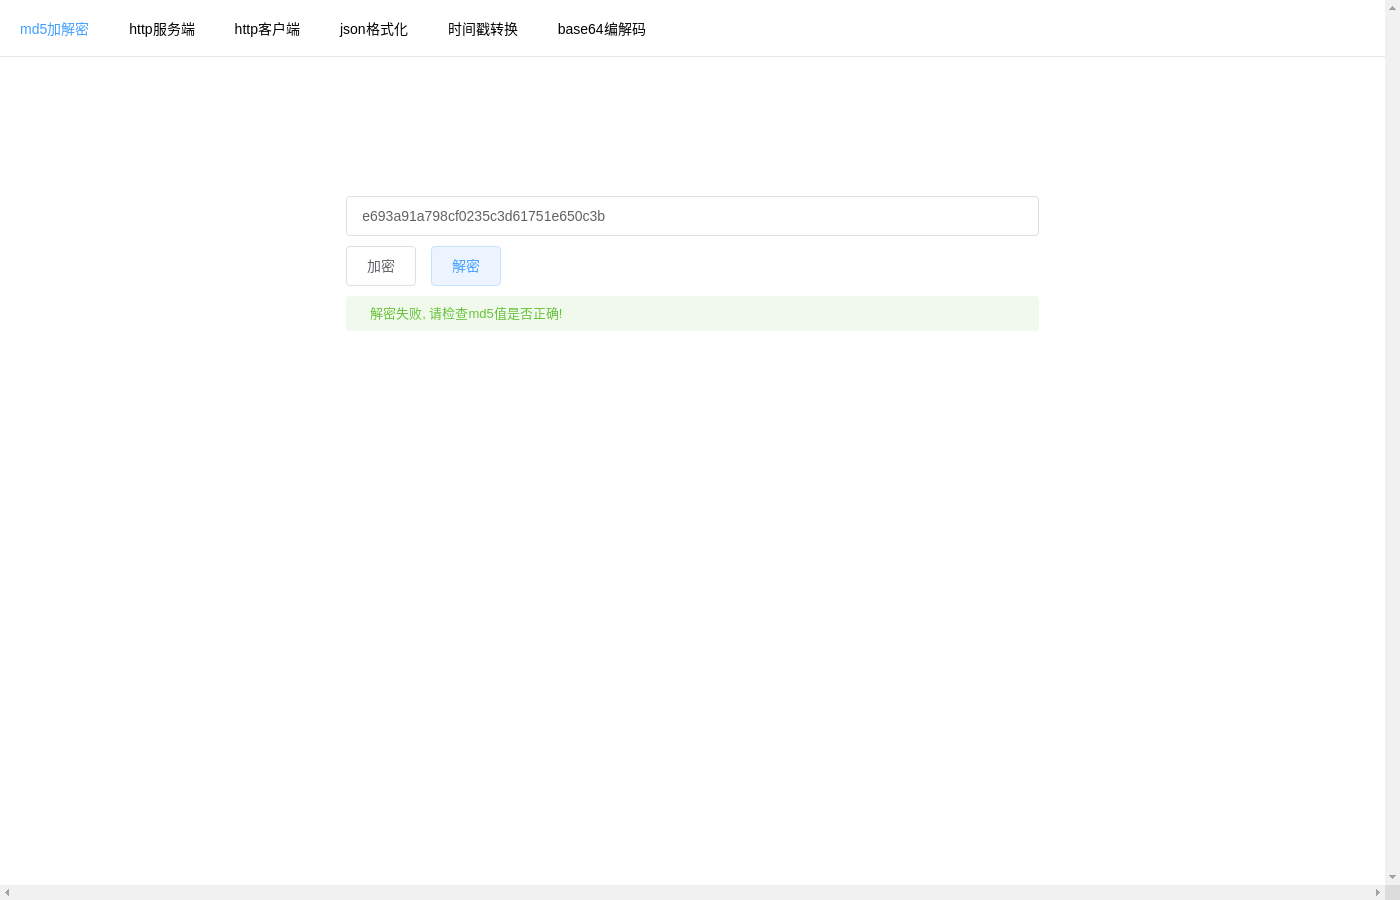 md5加解密 http服务端 http客户端 json格式化 时间戳转换 base64编解码
e693a91a798cf0235c3d61751e650c3b
加密 解密
解密失败, 请检查md5值是否正确!